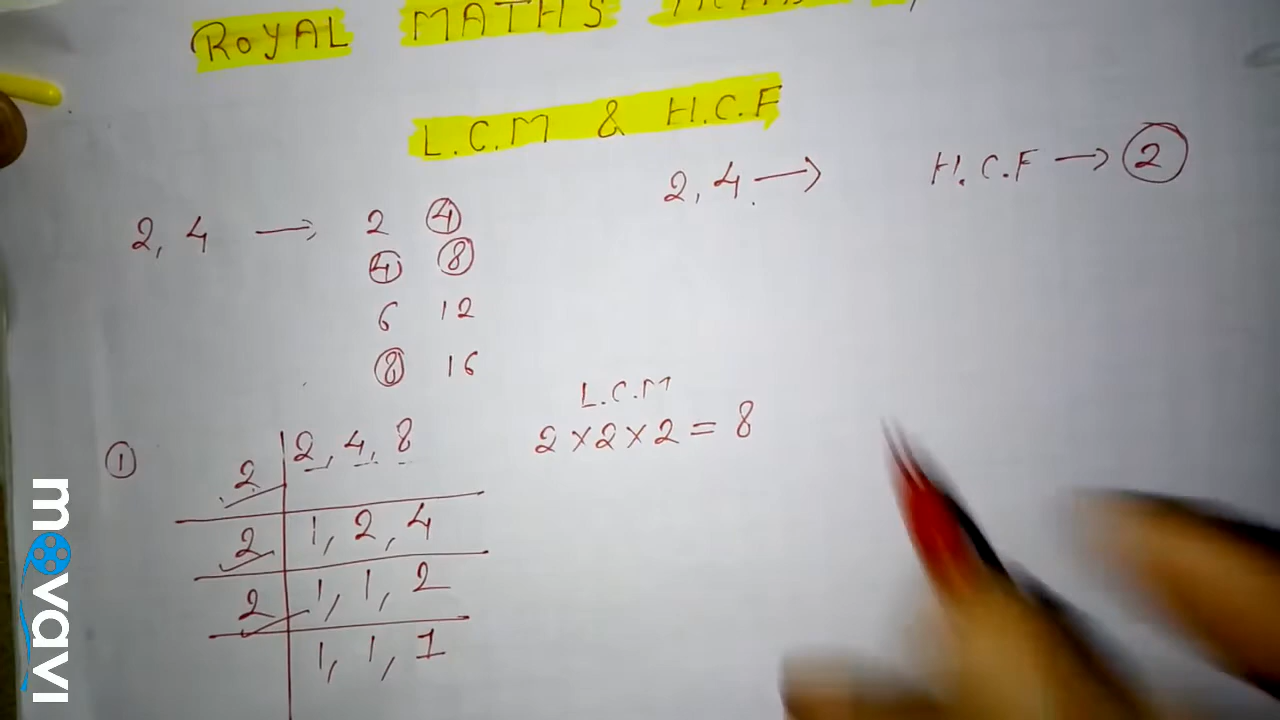 ROYAL MATHS
L.C.M & H.C.F
2, 4 → 2 4
4 8
6 12
8 16
2, 4 → H.C.F → 2
L.C.M
2×2×2 = 8
① 2 | 2, 4, 8
2 | 1, 2, 4
2 | 1, 1, 2
1, 1, 1
movavi